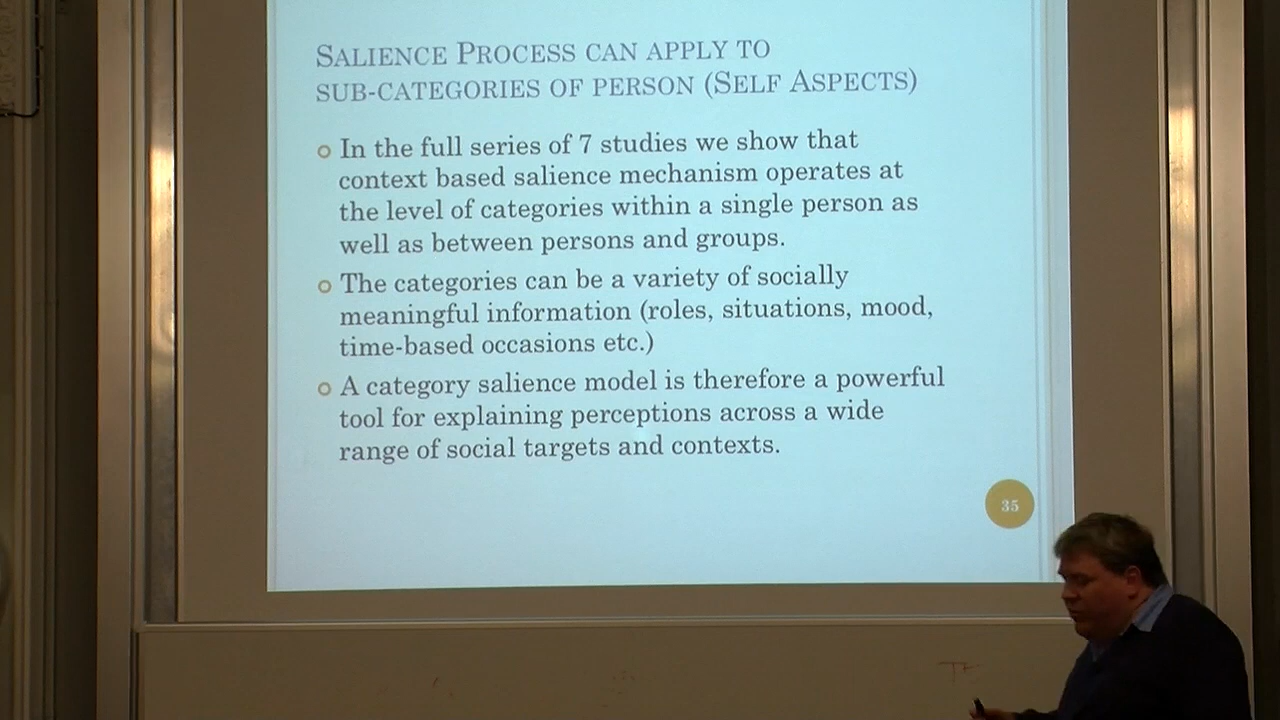 SALIENCE PROCESS CAN APPLY TO
SUB-CATEGORIES OF PERSON (SELF ASPECTS)
In the full series of 7 studies we show that
context based salience mechanism operates at
the level of categories within a single person as
well as between persons and groups.
The categories can be a variety of socially
meaningful information (roles, situations, mood,
time-based occasions etc.)
A category salience model is therefore a powerful
tool for explaining perceptions across a wide
range of social targets and contexts.
35